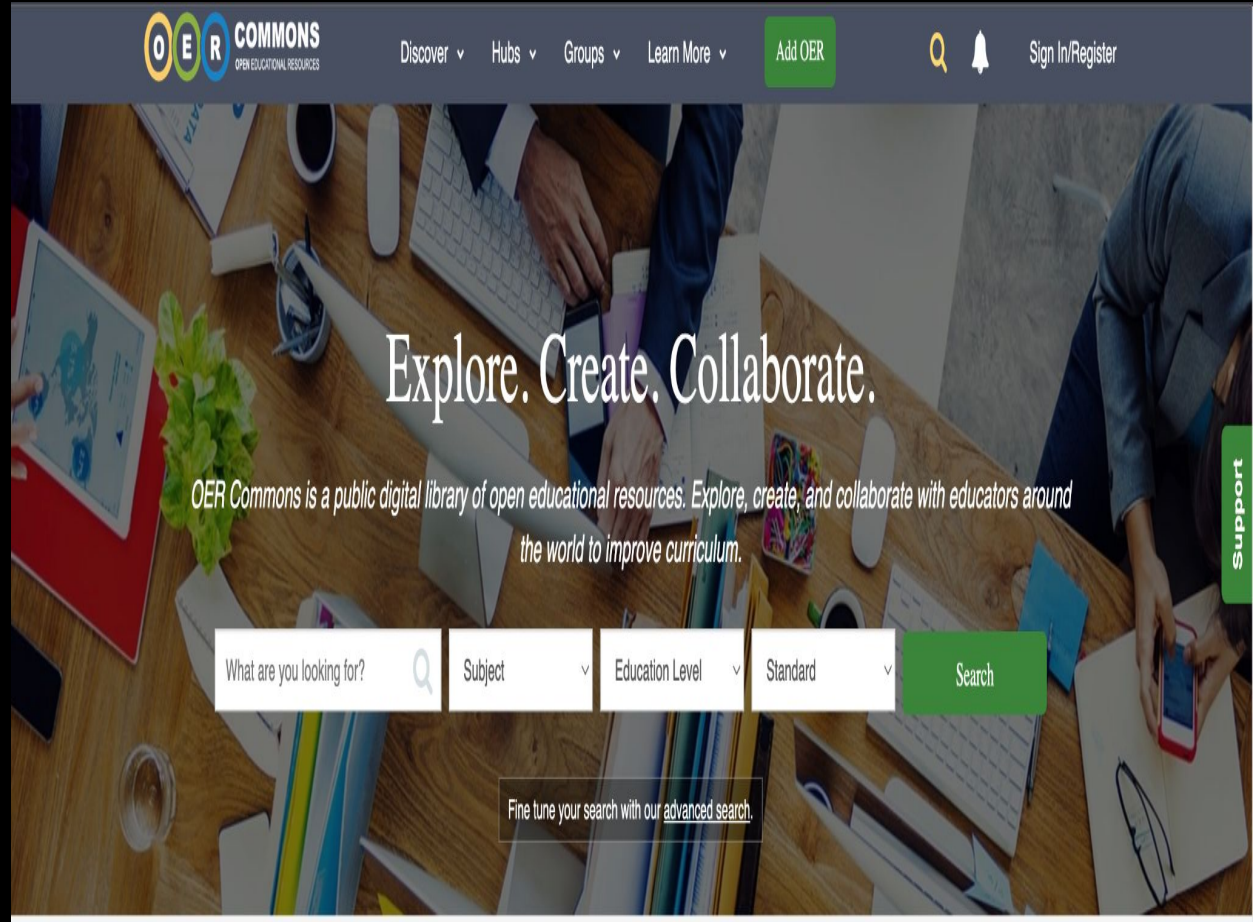 O E R COMMONS
OPEN EDUCATIONAL RESOURCES
Discover Hubs Groups Learn More Add OER Sign In/Register
DATA
Explore. Create. Collaborate.
OER Commons is a public digital library of open educational resources. Explore, create, and collaborate with educators around
the world to improve curriculum.
Support
What are you looking for? Subject Education Level Standard Search
Fine tune your search with our advanced search.